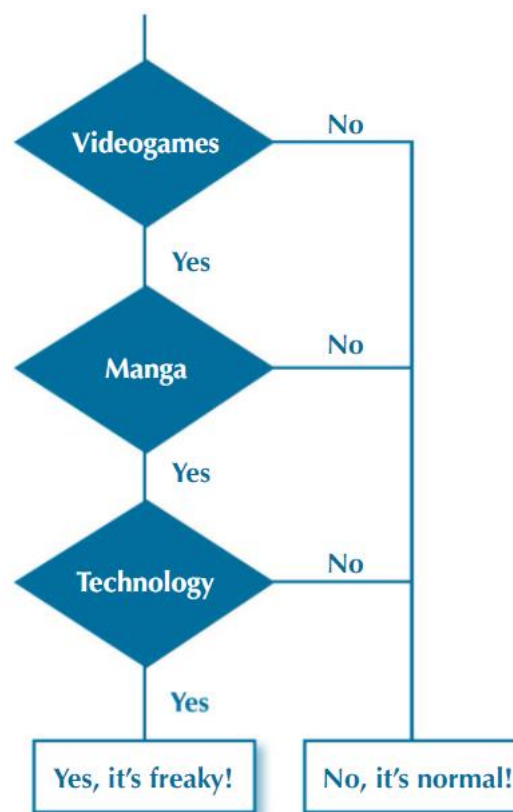 Videogames
No
Yes
Manga
No
Yes
Technology
No
Yes
Yes, it's freaky!
No, it's normal!